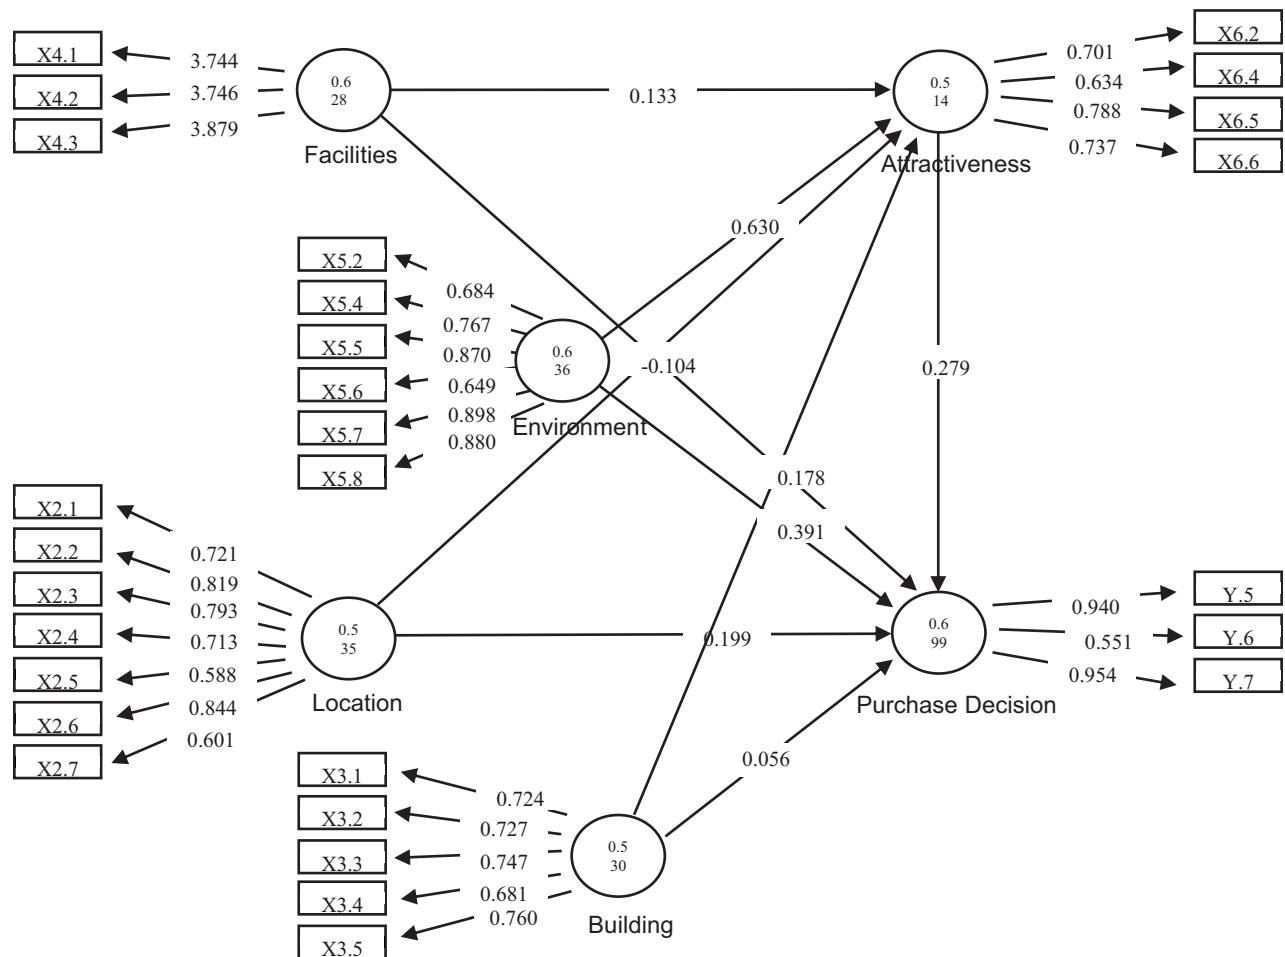 X4.1
X4.2
X4.3
3.744
3.746
3.879
0.6
28
Facilities
0.133
0.5
14
Attractiveness
0.701
0.634
0.788
0.737
X6.2
X6.4
X6.5
X6.6
X5.2
X5.4
X5.5
X5.6
X5.7
X5.8
0.684
0.767
0.870
0.649
0.898
0.880
0.6
36
Environment
0.630
-0.104
0.279
0.178
0.391
X2.1
X2.2
X2.3
X2.4
X2.5
X2.6
X2.7
0.721
0.819
0.793
0.713
0.588
0.844
0.601
0.5
35
Location
0.199
0.6
99
Purchase Decision
0.940
0.551
0.954
Y.5
Y.6
Y.7
0.056
X3.1
X3.2
X3.3
X3.4
X3.5
0.724
0.727
0.747
0.681
0.760
0.5
30
Building